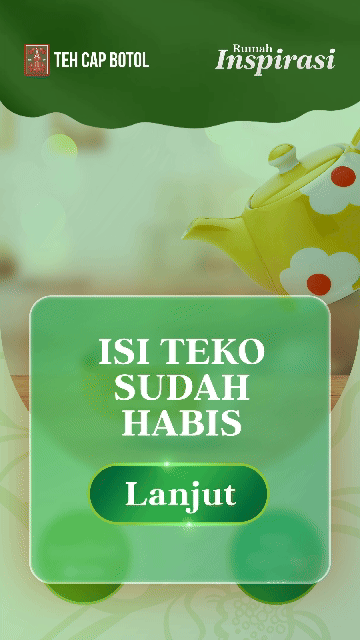 TEH CAP BOTOL
Rumah
Inspirasi
ISI TEKO
SUDAH
HABIS
Lanjut